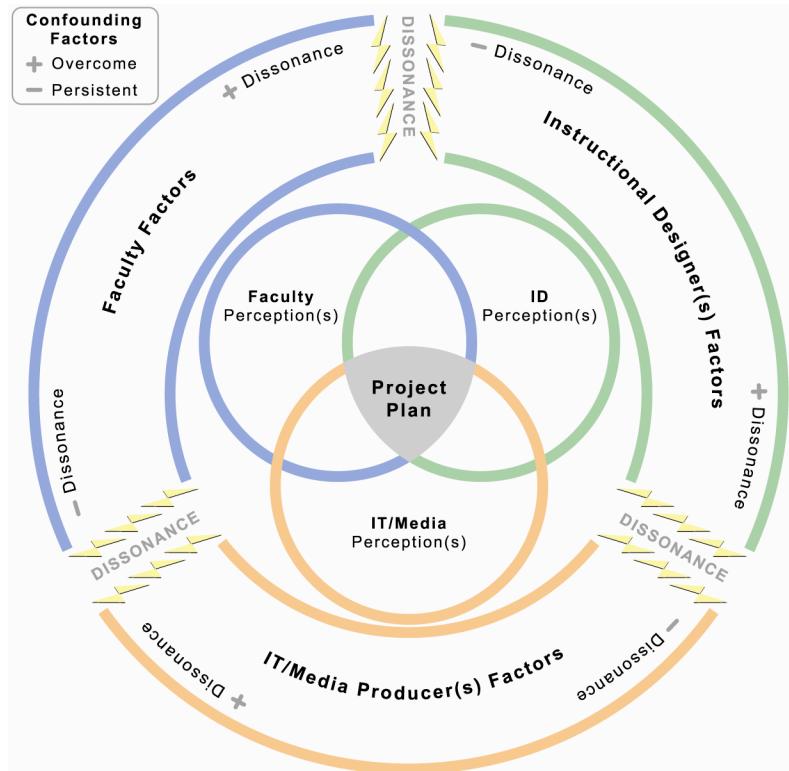 Confounding
Factors
+ Overcome
− Persistent
DISSONANCE
+ Dissonance
− Dissonance
Faculty Factors
Instructional Designer(s) Factors
Faculty
Perception(s)
ID
Perception(s)
Project
Plan
− Dissonance
+ Dissonance
IT/Media
Perception(s)
DISSONANCE
DISSONANCE
Dissonance +
IT/Media Producer(s) Factors
Dissonance −